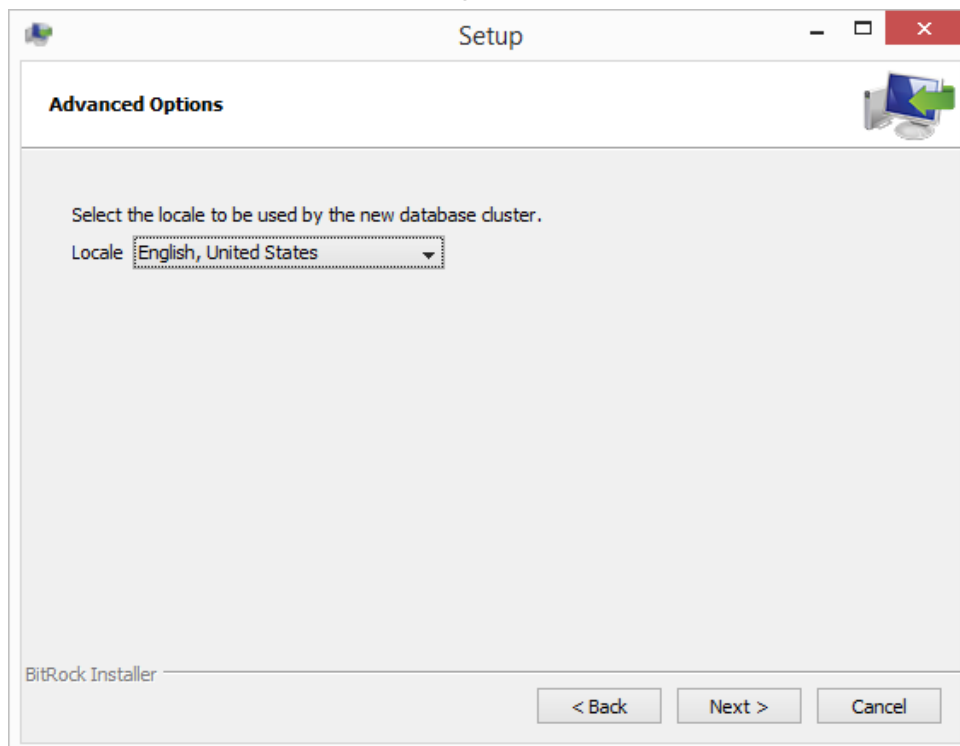 Setup
Advanced Options
Select the locale to be used by the new database cluster.
Locale English, United States
BitRock Installer
< Back Next > Cancel